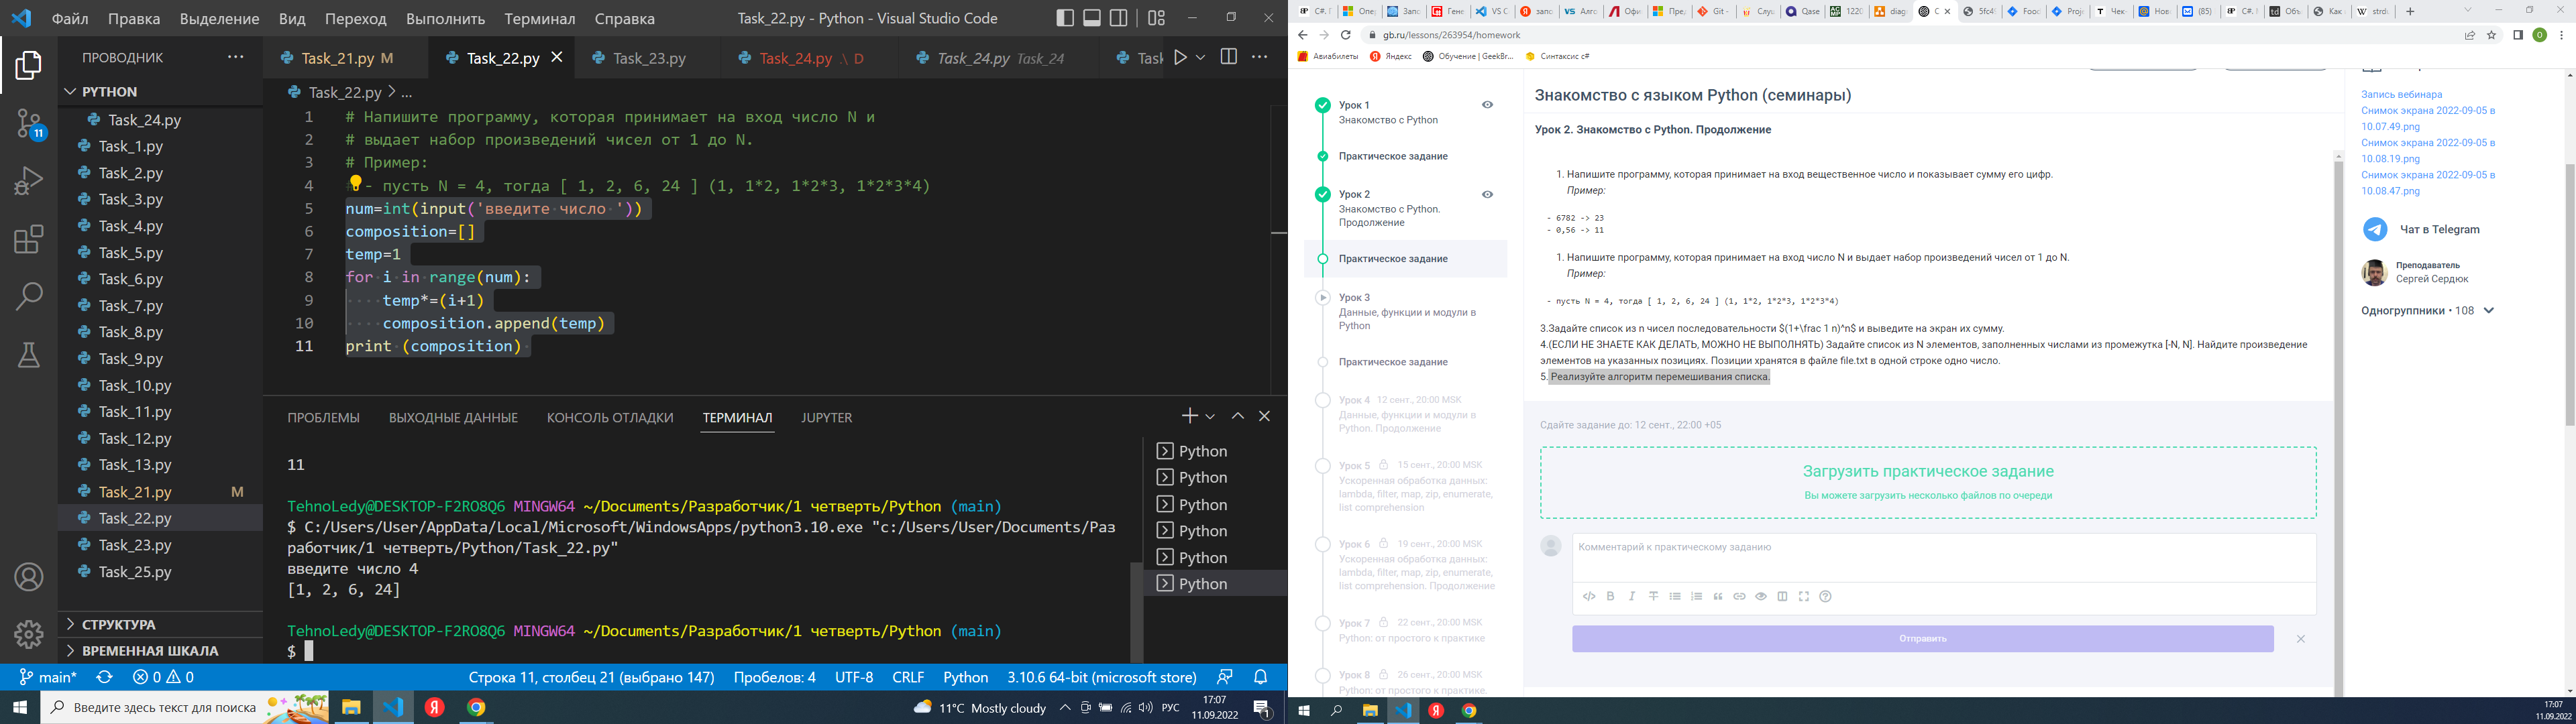 Файл Правка Выделение Вид Переход Выполнить Терминал Справка
Task_22.py - Python - Visual Studio Code
ПРОВОДНИК
PYTHON
Task_24.py
Task_1.py
Task_2.py
Task_3.py
Task_4.py
Task_5.py
Task_6.py
Task_7.py
Task_8.py
Task_9.py
Task_10.py
Task_11.py
Task_12.py
Task_13.py
Task_21.py M
Task_22.py
Task_23.py
Task_25.py
СТРУКТУРА
ВРЕМЕННАЯ ШКАЛА
11
Task_21.py M Task_22.py Task_23.py Task_24.py .\ D Task_24.py Task_24 Task
Task_22.py > ...
1 # Напишите программу, которая принимает на вход число N и
2 # выдает набор произведений чисел от 1 до N.
3 # Пример:
4 - пусть N = 4, тогда [ 1, 2, 6, 24 ] (1, 1*2, 1*2*3, 1*2*3*4)
5 num=int(input('введите число '))
6 composition=[]
7 temp=1
8 for i in range(num):
9 temp*=(i+1)
10 composition.append(temp)
11 print (composition)
ПРОБЛЕМЫ ВЫХОДНЫЕ ДАННЫЕ КОНСОЛЬ ОТЛАДКИ ТЕРМИНАЛ JUPYTER
11
TehnoLedy@DESKTOP-F2RO8Q6 MINGW64 ~/Documents/Разработчик/1 четверть/Python (main)
$ C:/Users/User/AppData/Local/Microsoft/WindowsApps/python3.10.exe "c:/Users/User/Documents/Раз
работчик/1 четверть/Python/Task_22.py"
введите число 4
[1, 2, 6, 24]
TehnoLedy@DESKTOP-F2RO8Q6 MINGW64 ~/Documents/Разработчик/1 четверть/Python (main)
$
Python
Python
Python
Python
Python
Python
main* 0 0 Строка 11, столбец 21 (выбрано 147) Пробелов: 4 UTF-8 CRLF Python 3.10.6 64-bit (microsoft store)
Введите здесь текст для поиска
11°C Mostly cloudy РУС 17:07
11.09.2022
1
gb.ru/lessons/263954/homework
Авиабилеты Яндекс Обучение | GeekBr... Синтаксис c#
Урок 1
Знакомство с Python
Практическое задание
Урок 2
Знакомство с Python.
Продолжение
Практическое задание
Урок 3
Данные, функции и модули в
Python
Практическое задание
Урок 4 12 сент., 20:00 MSK
Данные, функции и модули в
Python. Продолжение
Урок 5 15 сент., 20:00 MSK
Ускоренная обработка данных:
lambda, filter, map, zip, enumerate,
list comprehension
Урок 6 19 сент., 20:00 MSK
Ускоренная обработка данных:
lambda, filter, map, zip, enumerate,
list comprehension. Продолжение
Урок 7 22 сент., 20:00 MSK
Python: от простого к практике
Урок 8 26 сент., 20:00 MSK
Python: от простого к практике.
Знакомство с языком Python (семинары)
Урок 2. Знакомство с Python. Продолжение
1. Напишите программу, которая принимает на вход вещественное число и показывает сумму его цифр.
Пример:
- 6782 -> 23
- 0,56 -> 11
1. Напишите программу, которая принимает на вход число N и выдает набор произведений чисел от 1 до N.
Пример:
- пусть N = 4, тогда [ 1, 2, 6, 24 ] (1, 1*2, 1*2*3, 1*2*3*4)
3.Задайте список из n чисел последовательности $(1+\frac 1 n)^n$ и выведите на экран их сумму.
4.(ЕСЛИ НЕ ЗНАЕТЕ КАК ДЕЛАТЬ, МОЖНО НЕ ВЫПОЛНЯТЬ) Задайте список из N элементов, заполненных числами из промежутка [-N, N]. Найдите произведение
элементов на указанных позициях. Позиции хранятся в файле file.txt в одной строке одно число.
5. Реализуйте алгоритм перемешивания списка.
Сдайте задание до: 12 сент., 22:00 +05
Загрузить практическое задание
Вы можете загрузить несколько файлов по очереди
Комментарий к практическому заданию
Отправить
Запись вебинара
Снимок экрана 2022-09-05 в
10.07.49.png
Снимок экрана 2022-09-05 в
10.08.19.png
Снимок экрана 2022-09-05 в
10.08.47.png
Чат в Telegram
Преподаватель
Сергей Сердюк
Одногруппники • 108
17:07
11.09.2022